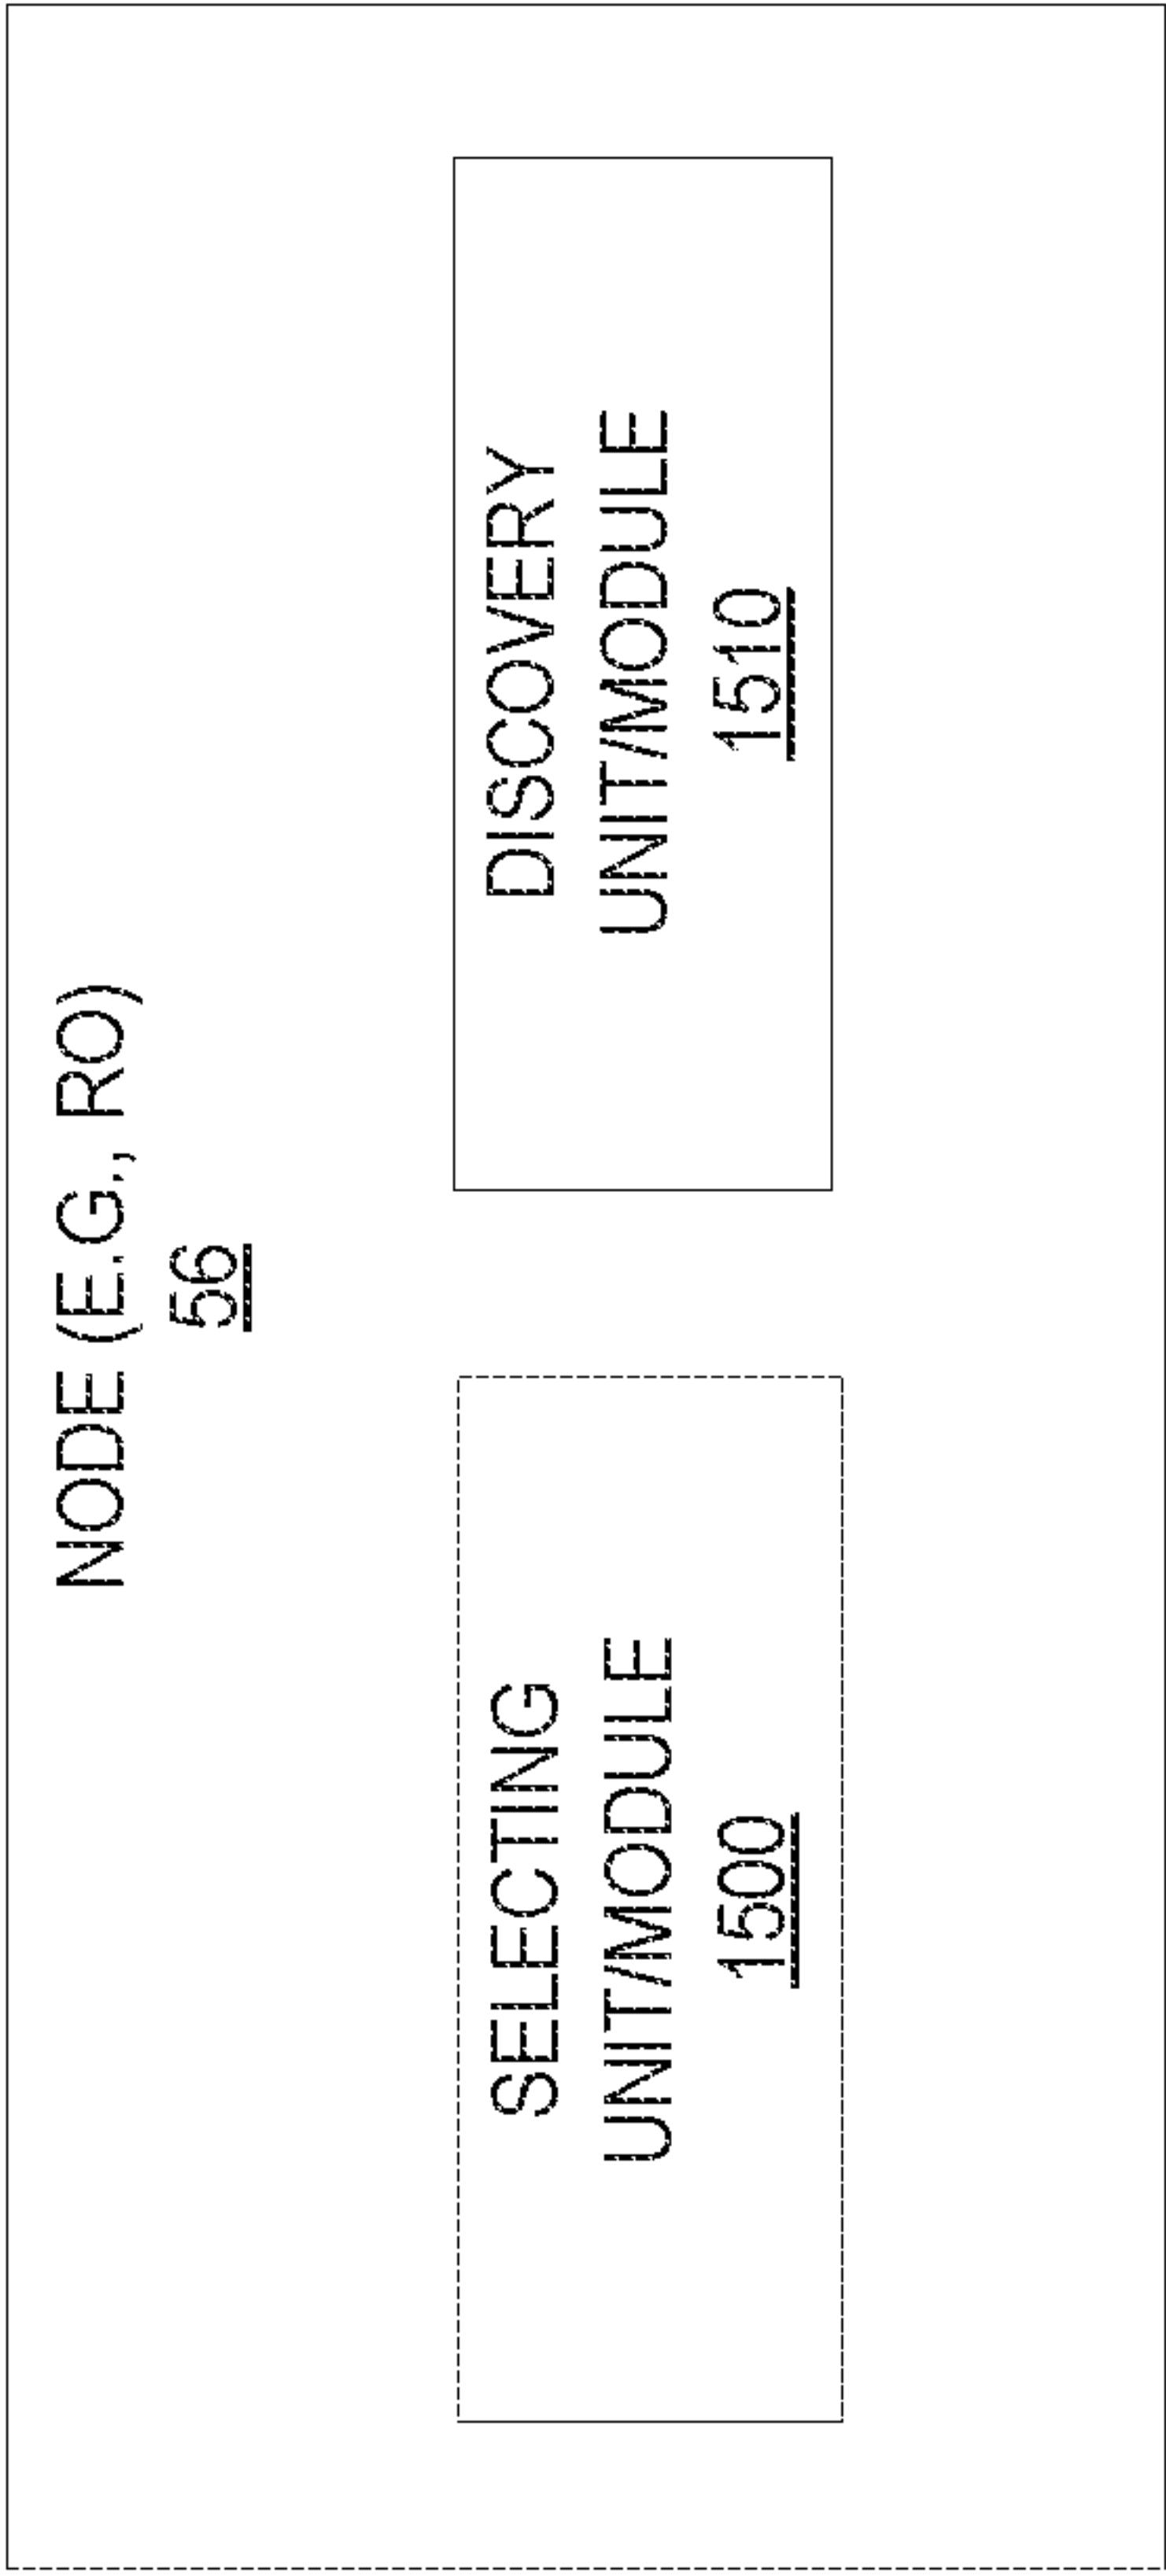 NODE (E.G., RO)
56
SELECTING
UNIT/MODULE
1500
DISCOVERY
UNIT/MODULE
1510